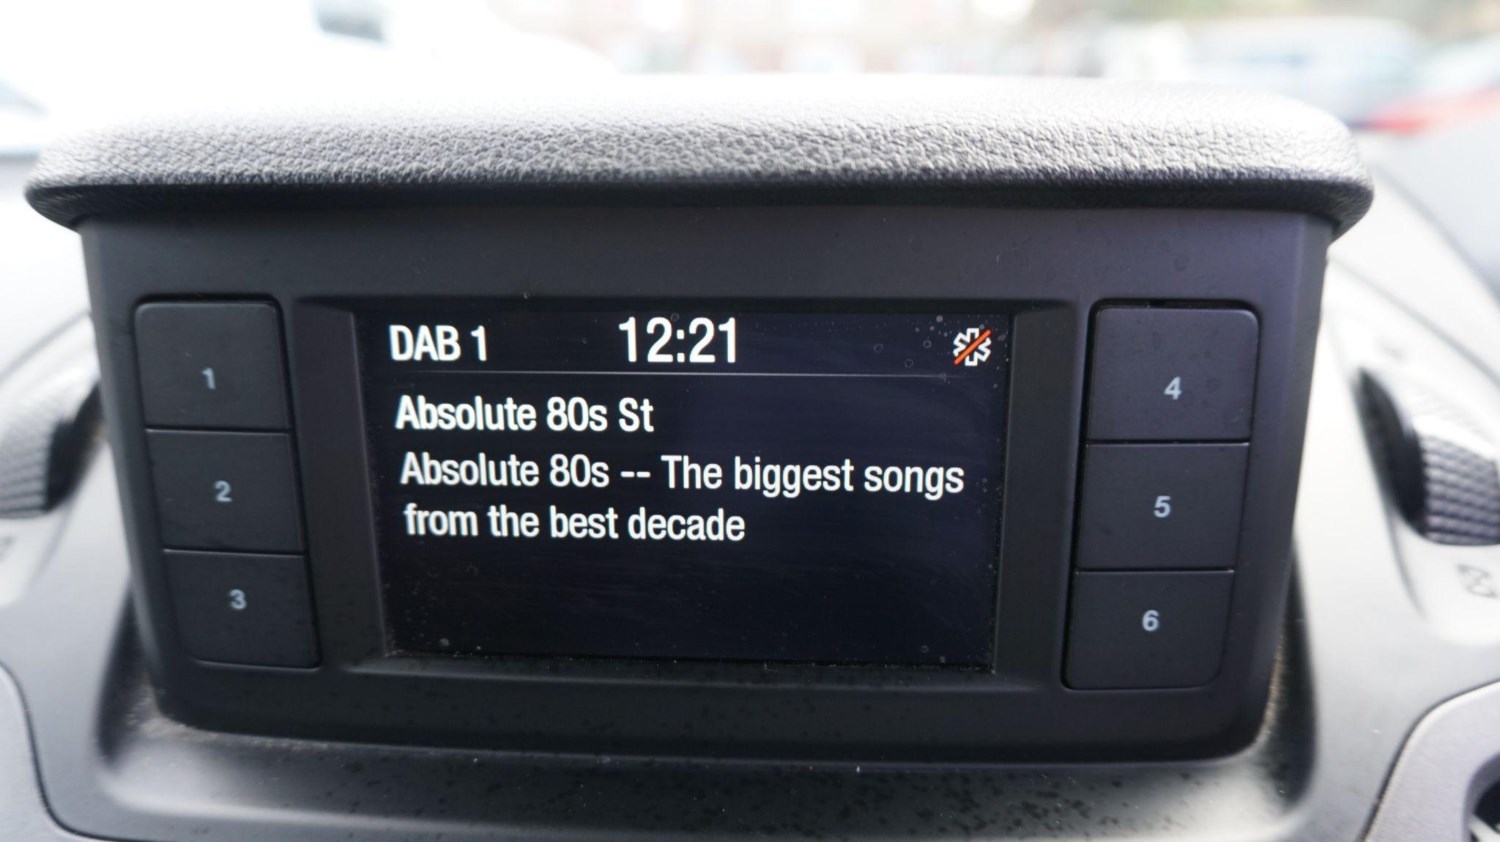 DAB 1 12:21
Absolute 80s St
Absolute 80s -- The biggest songs
from the best decade
1
2
3
4
5
6